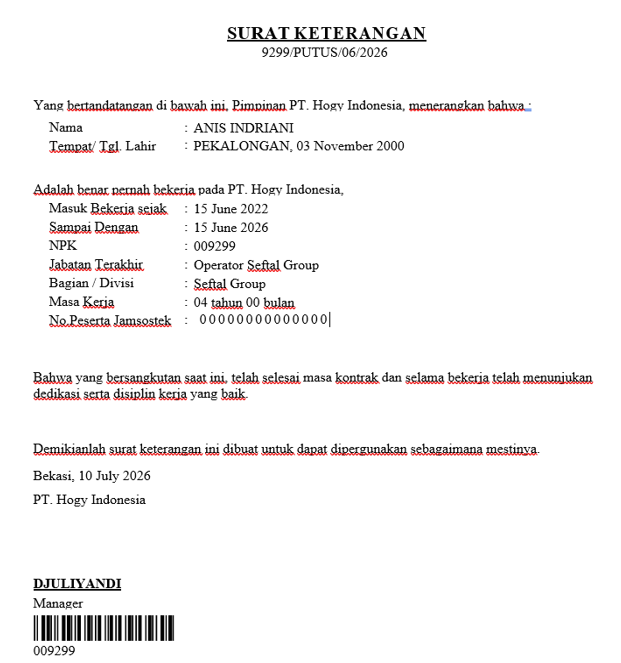 SURAT KETERANGAN
9299/PUTUS/06/2026
Yang bertandatangan di bawah ini, Pimpinan PT. Hogy Indonesia, menerangkan bahwa :
Nama : ANIS INDRIANI
Tempat/ Tgl. Lahir : PEKALONGAN, 03 November 2000
Adalah benar pernah bekerja pada PT. Hogy Indonesia,
Masuk Bekerja sejak : 15 June 2022
Sampai Dengan : 15 June 2026
NPK : 009299
Jabatan Terakhir : Operator Seftal Group
Bagian / Divisi : Seftal Group
Masa Kerja : 04 tahun 00 bulan
No.Peserta Jamsostek : 00000000000000
Bahwa yang bersangkutan saat ini, telah selesai masa kontrak dan selama bekerja telah menunjukan
dedikasi serta disiplin kerja yang baik.
Demikianlah surat keterangan ini dibuat untuk dapat dipergunakan sebagaimana mestinya.
Bekasi, 10 July 2026
PT. Hogy Indonesia
DJULIYANDI
Manager
009299